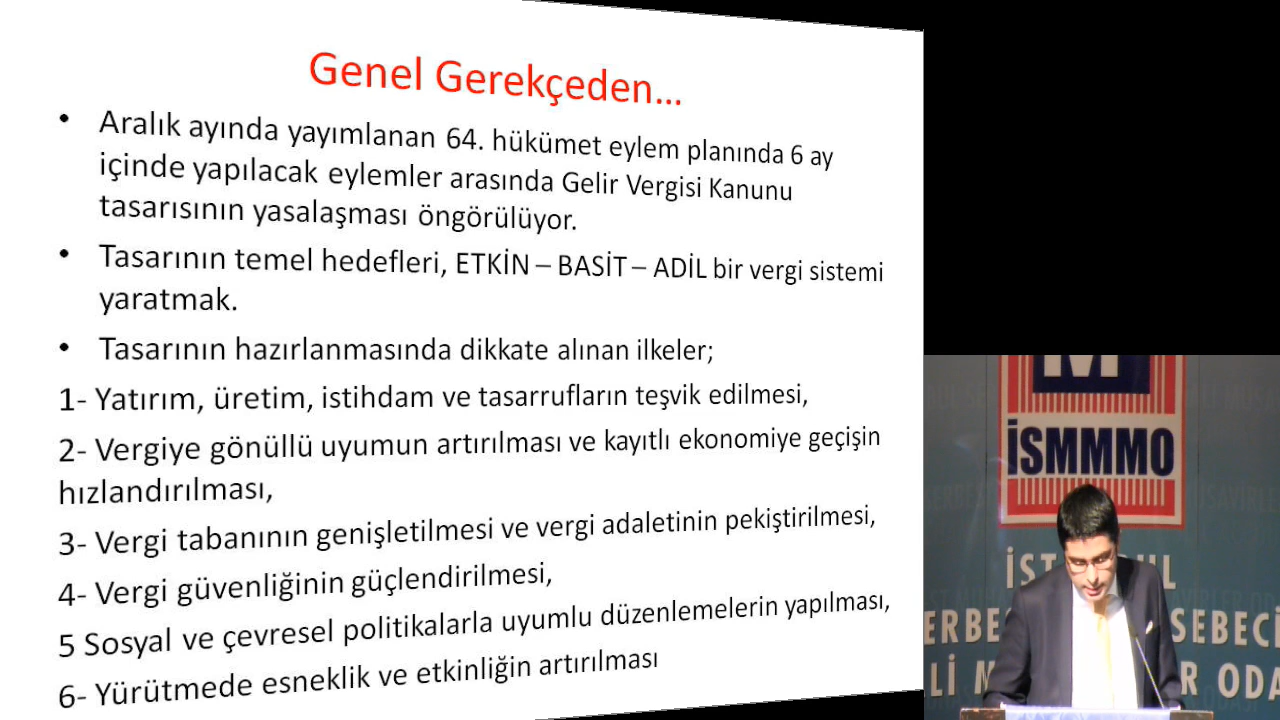 Genel Gerekçeden...
• Aralık ayında yayımlanan 64. hükümet eylem planında 6 ay
içinde yapılacak eylemler arasında Gelir Vergisi Kanunu
tasarısının yasalaşması öngörülüyor.
• Tasarının temel hedefleri, ETKİN – BASİT – ADİL bir vergi sistemi
yaratmak.
• Tasarının hazırlanmasında dikkate alınan ilkeler;
1- Yatırım, üretim, istihdam ve tasarrufların teşvik edilmesi,
2- Vergiye gönüllü uyumun artırılması ve kayıtlı ekonomiye geçişin
hızlandırılması,
3- Vergi tabanının genişletilmesi ve vergi adaletinin pekiştirilmesi,
4- Vergi güvenliğinin güçlendirilmesi,
5 Sosyal ve çevresel politikalarla uyumlu düzenlemelerin yapılması,
6- Yürütmede esneklik ve etkinliğin artırılması
İSMMMO